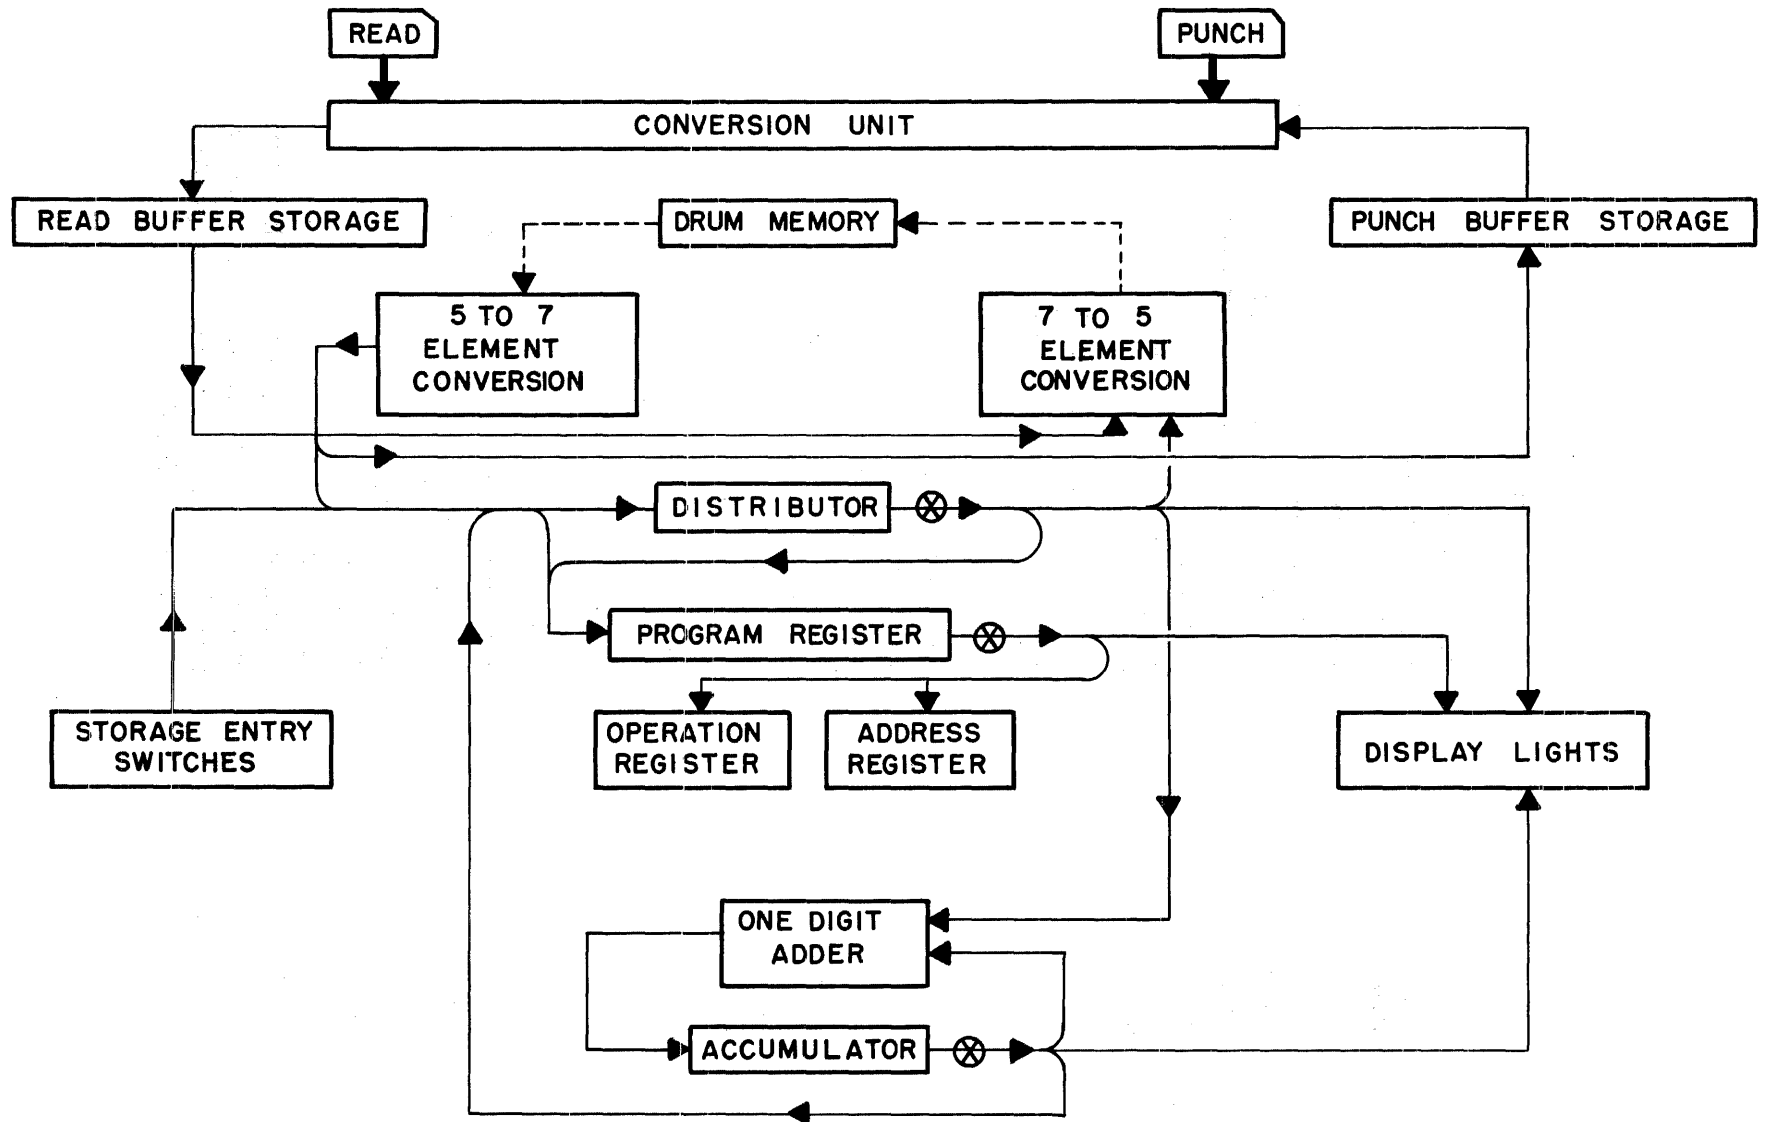 READ
PUNCH
CONVERSION UNIT
READ BUFFER STORAGE
DRUM MEMORY
PUNCH BUFFER STORAGE
5 TO 7
ELEMENT
CONVERSION
7 TO 5
ELEMENT
CONVERSION
DISTRIBUTOR
PROGRAM REGISTER
STORAGE ENTRY
SWITCHES
OPERATION
REGISTER
ADDRESS
REGISTER
DISPLAY LIGHTS
ONE DIGIT
ADDER
ACCUMULATOR